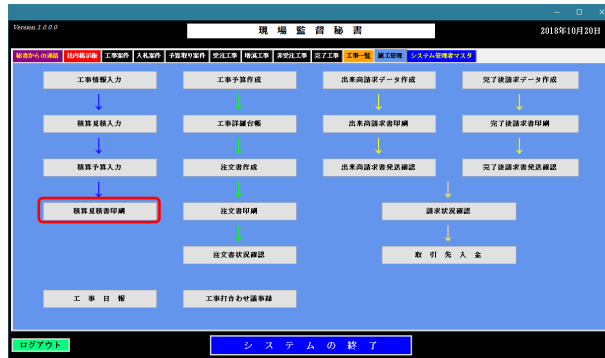 Version 1.0.0.0
現場監督秘書
2018年10月20日
秘書からの連絡 社内掲示板 工事案件 入札案件 予算取り案件 受注工事 増減工事 非受注工事 完了工事 工事一覧 施工管理 システム管理者マスタ
工事情報入力 工事予算作成 出来高請求データ作成 完了後請求データ作成
積算見積入力 工事詳細台帳 出来高請求書印刷 完了後請求書印刷
積算予算入力 注文書作成 出来高請求書発送確認 完了後請求書発送確認
積算見積書印刷 注文書印刷 請求状況確認
注文書状況確認 取引先入金
工事日報 工事打合わせ議事録
ログアウト システムの終了